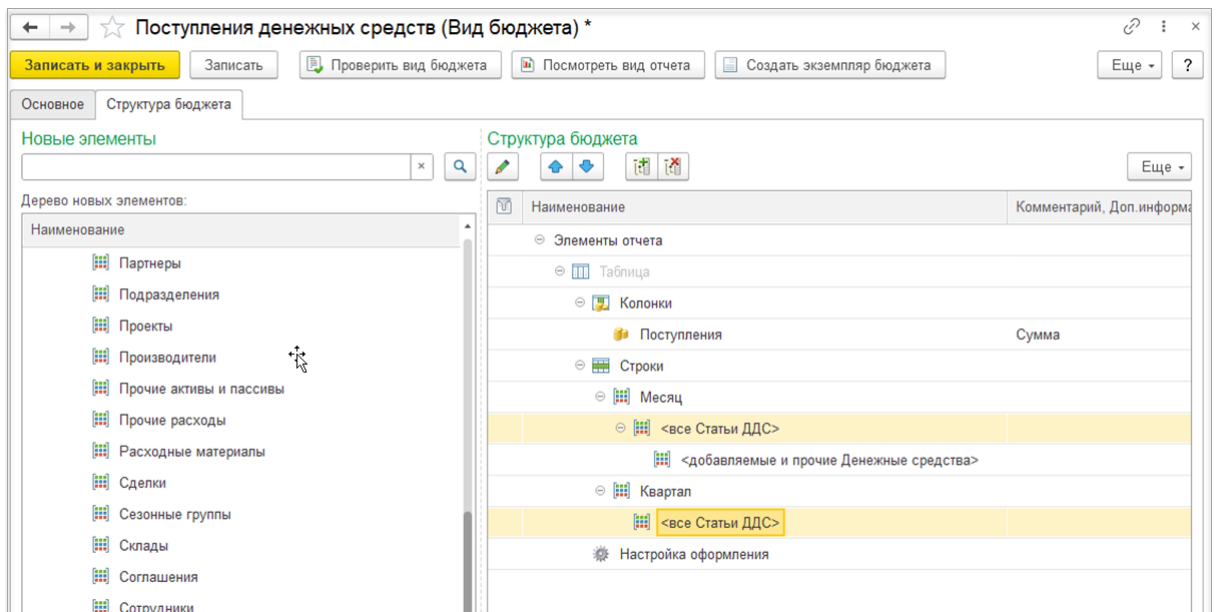 Поступления денежных средств (Вид бюджета) *
Записать и закрыть Записать Проверить вид бюджета Посмотреть вид отчета Создать экземпляр бюджета Еще ?
Основное Структура бюджета
Новые элементы
Дерево новых элементов:
Наименование
Партнеры
Подразделения
Проекты
Производители
Прочие активы и пассивы
Прочие расходы
Расходные материалы
Сделки
Сезонные группы
Склады
Соглашения
Сотрудники
Структура бюджета
Еще
Наименование Комментарий, Доп.информа
Элементы отчета
Таблица
Колонки
Поступления Сумма
Строки
Месяц
<все Статьи ДДС>
<добавляемые и прочие Денежные средства>
Квартал
<все Статьи ДДС>
Настройка оформления